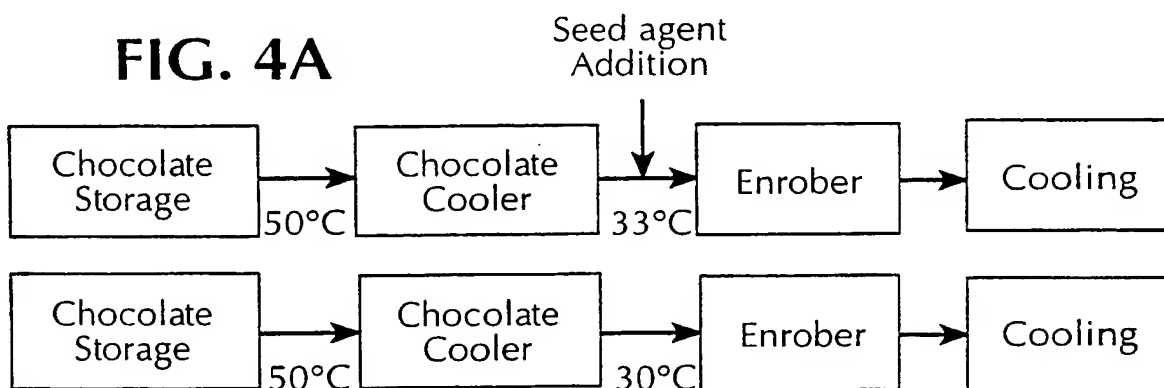 FIG. 4A
Seed agent
Addition
Chocolate
Storage
50°C
Chocolate
Cooler
33°C
Enrober
Cooling
Chocolate
Storage
50°C
Chocolate
Cooler
30°C
Enrober
Cooling